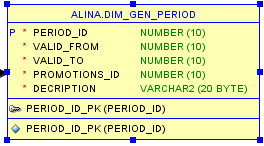 ALINA.DIM_GEN_PERIOD
P * PERIOD_ID NUMBER (10)
* VALID_FROM NUMBER (10)
* VALID_TO NUMBER (10)
* PROMOTIONS_ID NUMBER (10)
* DECRIPTION VARCHAR2 (20 BYTE)
PERIOD_ID_PK (PERIOD_ID)
PERIOD_ID_PK (PERIOD_ID)